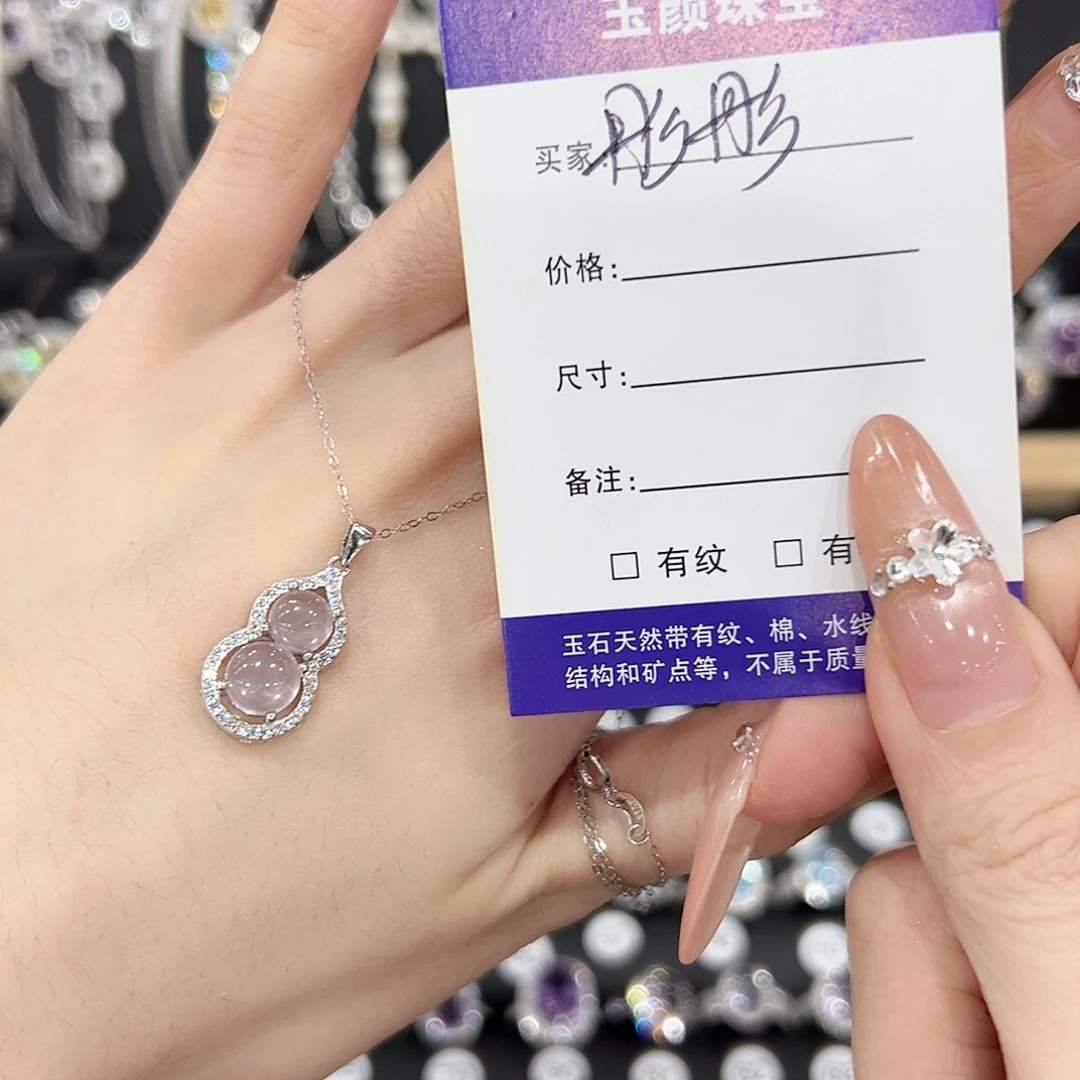 玉颜珠宝
买家:彤彤
价格:
尺寸:
备注:
□ 有纹 □ 有
玉石天然带有纹、棉、水线
结构和矿点等，不属于质量